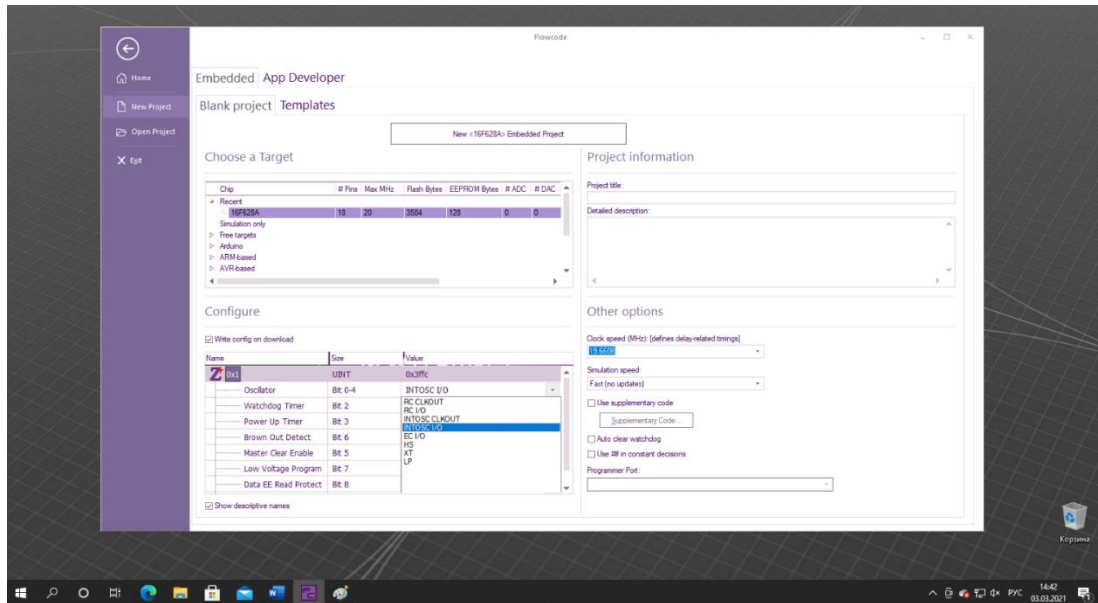 Flowcode
Home
New Project
Open Project
Exit
Embedded App Developer
Blank project Templates
New <16F628A> Embedded Project
Choose a Target
Chip # Pins Max MHz Flash Bytes EEPROM Bytes # ADC # DAC
Recent
16F628A 18 20 3584 128 0 0
Simulation only
Free targets
Arduino
ARM-based
AVR-based
Project information
Project title:
Detailed description:
Configure
Write config on download
Name Size Value
0x1 UINT 0x3ffc
Oscillator Bit 0-4 INTOSC I/O
Watchdog Timer Bit 2
Power Up Timer Bit 3
Brown Out Detect Bit 6
Master Clear Enable Bit 5
Low Voltage Program Bit 7
Data EE Read Protect Bit 8
RC CLKOUT
RC I/O
INTOSC CLKOUT
INTOSC I/O
EC I/O
HS
XT
LP
Show descriptive names
Other options
Clock speed (MHz): [defines delay-related timings]
19.6608
Simulation speed:
Fast (no updates)
Use supplementary code
Supplementary Code...
Auto clear watchdog
Use #if in constant decisions
Programmer Port:
Корзина
РУС
14:42
03.03.2021